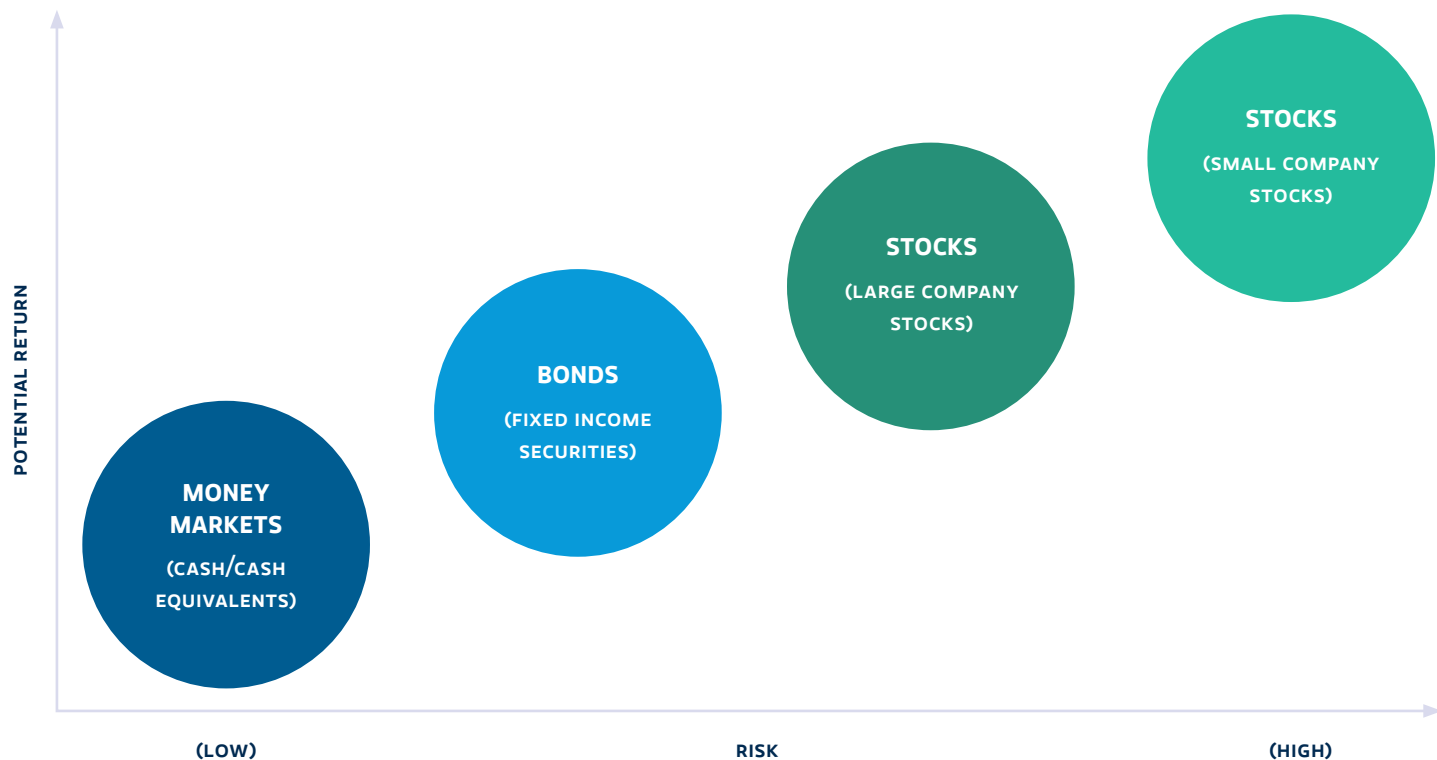 STOCKS
(SMALL COMPANY
STOCKS)
STOCKS
(LARGE COMPANY
STOCKS)
BONDS
(FIXED INCOME
SECURITIES)
MONEY
MARKETS
(CASH/CASH
EQUIVALENTS)
POTENTIAL RETURN
(LOW)
RISK
(HIGH)